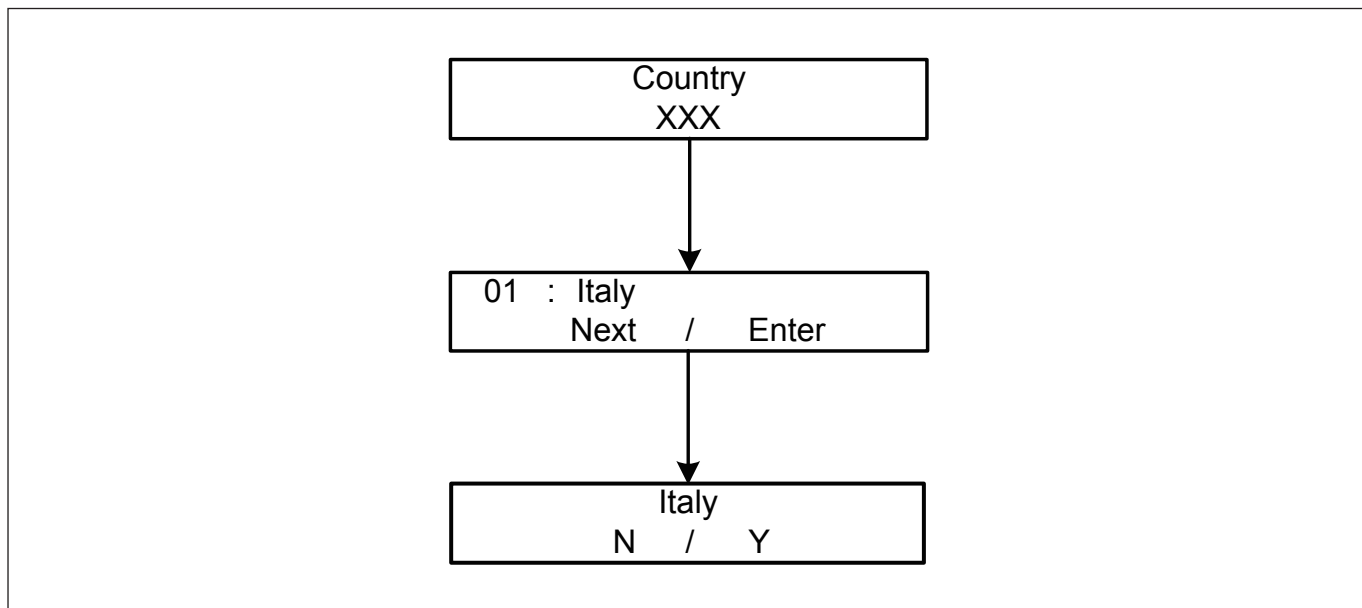 Country
XXX
01 : Italy
Next / Enter
Italy
N / Y